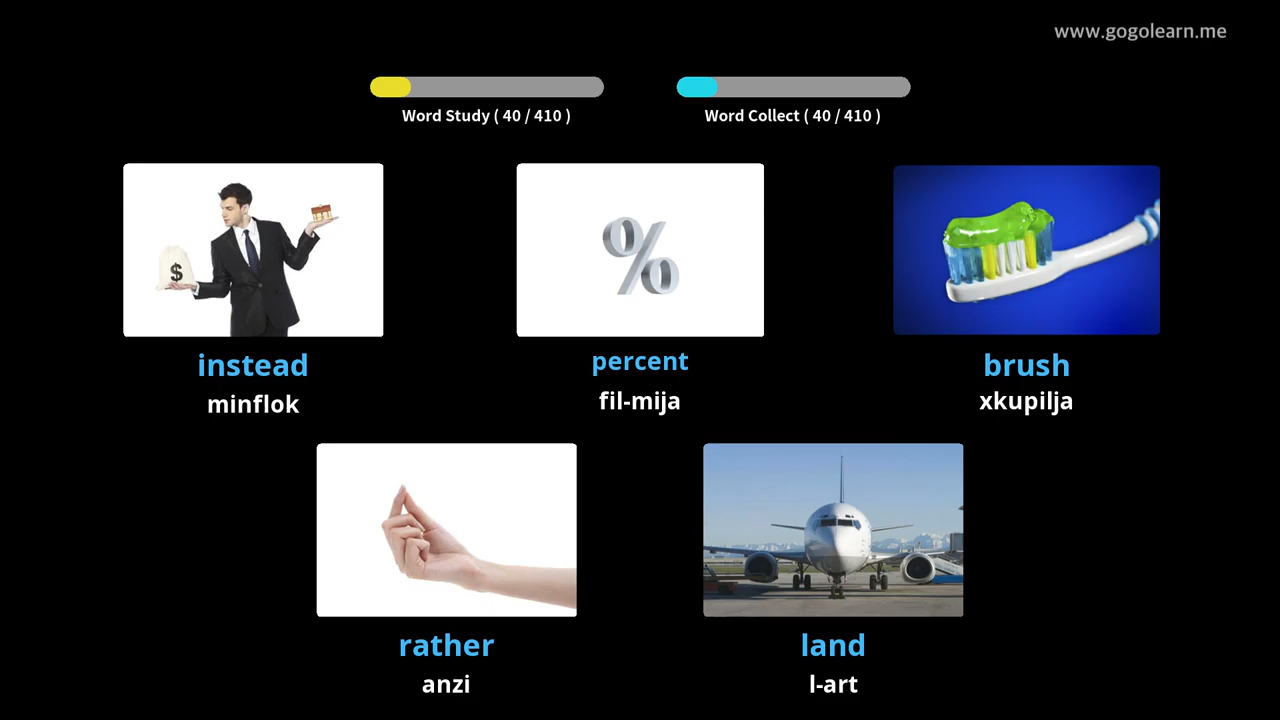 www.gogolearn.me
Word Study ( 40 / 410 )
Word Collect ( 40 / 410 )
$
%
instead
minflok
percent
fil-mija
brush
xkupilja
rather
anzi
land
l-art